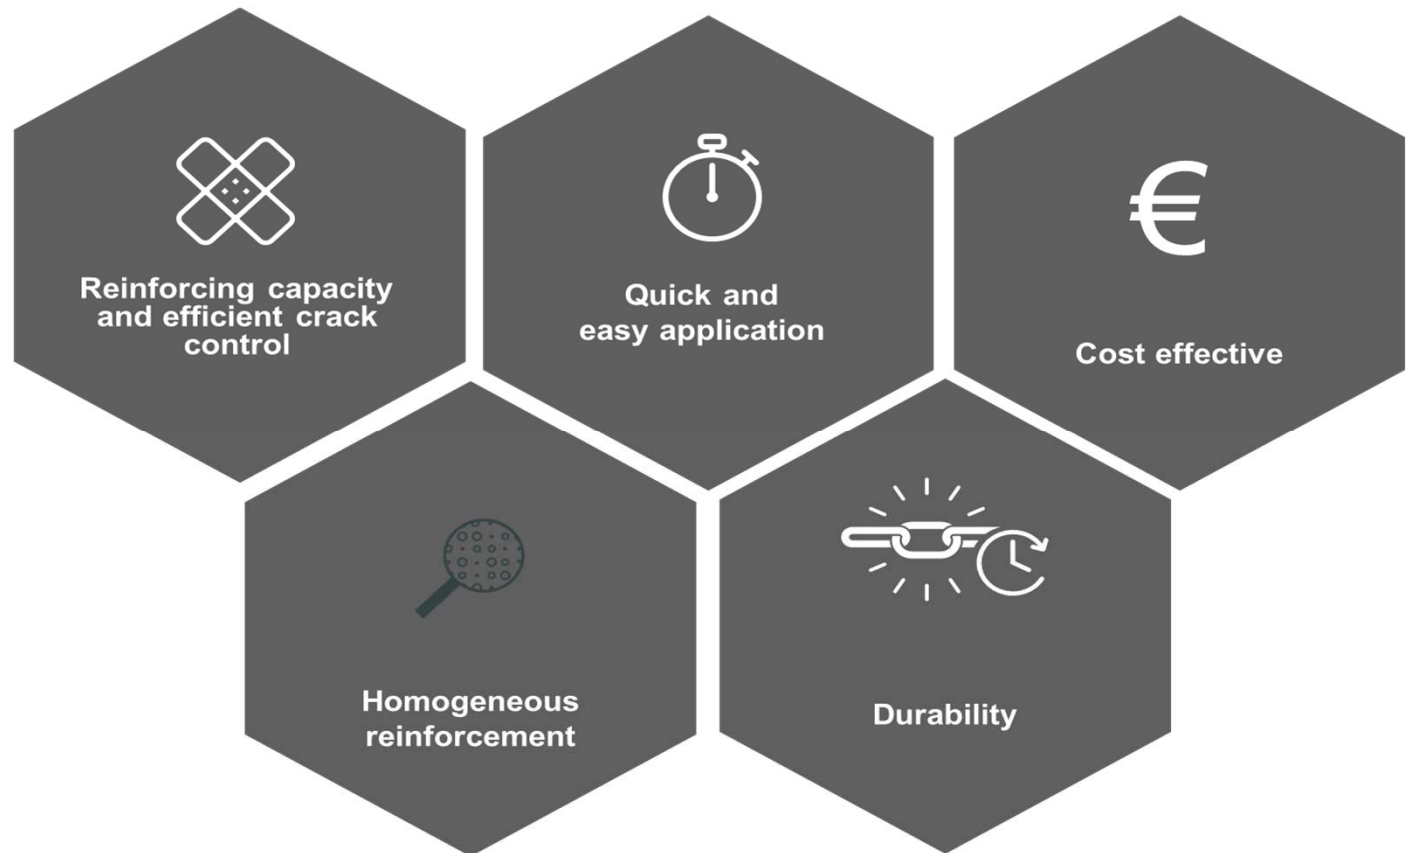 Reinforcing capacity
and efficient crack
control
Quick and
easy application
€
Cost effective
Homogeneous
reinforcement
Durability